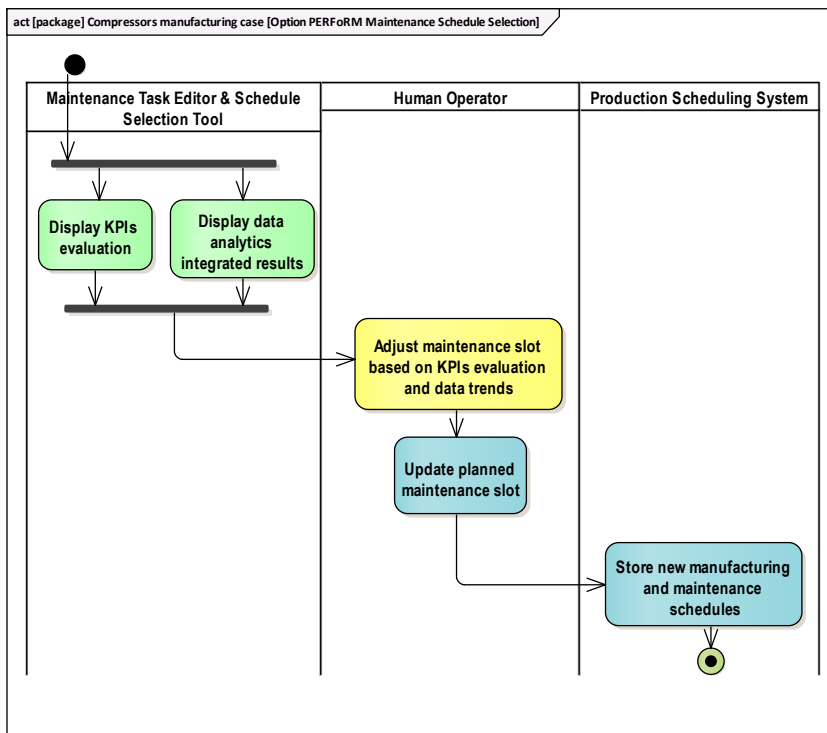 act [package] Compressors manufacturing case [Option PERFoRM Maintenance Schedule Selection]
Maintenance Task Editor & Schedule
Selection Tool
Human Operator
Production Scheduling System
Display KPIs
evaluation
Display data
analytics
integrated results
Adjust maintenance slot
based on KPIs evaluation
and data trends
Update planned
maintenance slot
Store new manufacturing
and maintenance
schedules